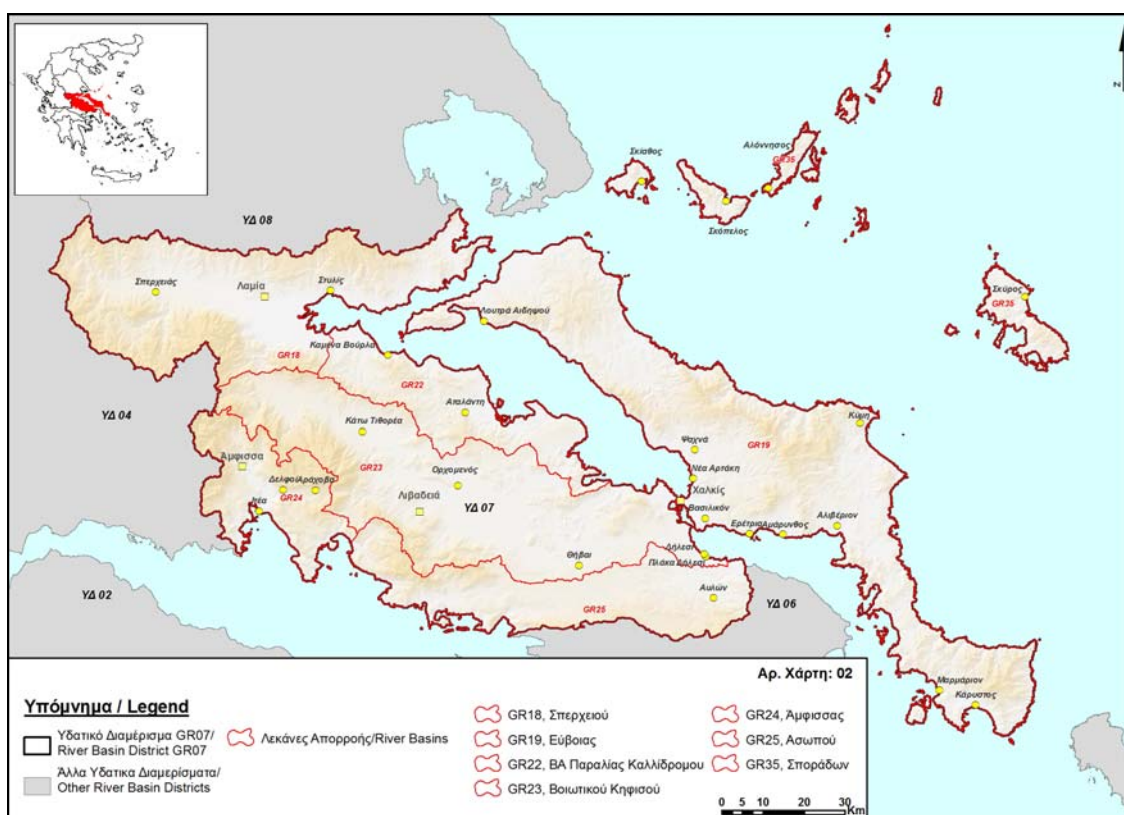 N
Αλόννησος
GR35
Σκίαθος
Σκόπελος
ΥΔ 08
Σπερχειάς
Λαμία
Στυλίς
Σκύρος
GR35
Λουτρά Αιδηψού
Καμένα Βούρλα
GR18
GR22
ΥΔ 04
Αταλάντη
Κύμη
Κάτω Τιθορέα
Ψαχνά
GR19
Άμφισσα
GR23
Ορχομενός
Νέα Αρτάκη
Δελφοί
Αράχοβα
GR24
Χαλκίς
Ιτέα
Λιβαδειά
ΥΔ 07
Βασιλικόν
Ερέτρια
Αμάρυνθος
Αλιβέριον
Δήλεσι
Θήβαι
Πλάκα Δήλεσι
ΥΔ 02
Αυλών
ΥΔ 06
GR25
Μαρμάριον
Κάρυστος
Αρ. Χάρτη: 02
Υπόμνημα / Legend
Υδατικό Διαμέρισμα GR07/
River Basin District GR07
Άλλα Υδατικα Διαμερίσματα/
Other River Basin Districts
Λεκάνες Απορροής/River Basins
GR18, Σπερχειού
GR19, Εύβοιας
GR22, ΒΑ Παραλίας Καλλίδρομου
GR23, Βοιωτικού Κηφισού
GR24, Άμφισσας
GR25, Ασωπού
GR35, Σποράδων
0 5 10 20 30 Km